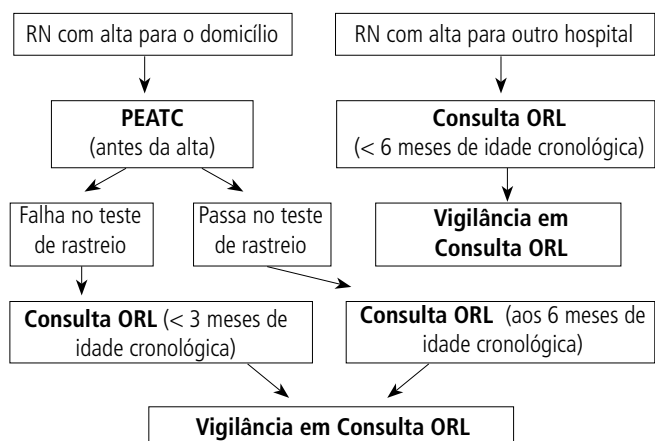 RN com alta para o domicílio
RN com alta para outro hospital
PEATC
(antes da alta)
Consulta ORL
(< 6 meses de idade cronológica)
Falha no teste
de rastreio
Passa no teste
de rastreio
Vigilância em
Consulta ORL
Consulta ORL (< 3 meses de
idade cronológica)
Consulta ORL (aos 6 meses de
idade cronológica)
Vigilância em Consulta ORL